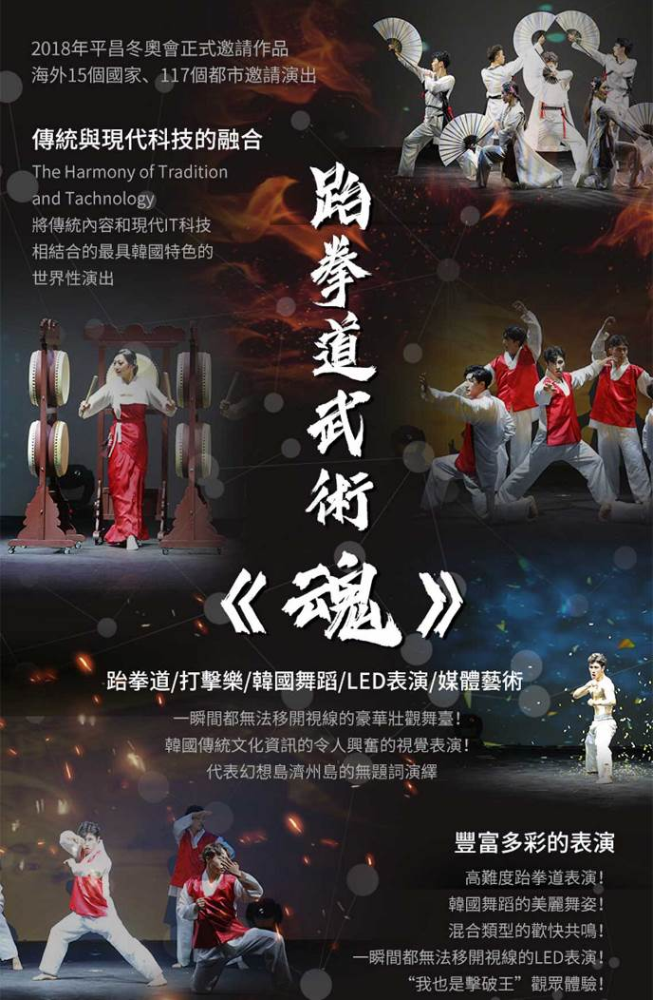 2018年平昌冬奧會正式邀請作品
海外15個國家、117個都市邀請演出
傳統與現代科技的融合
The Harmony of Tradition
and Tachnology
將傳統內容和現代IT科技
相結合的最具韓國特色的
世界性演出
跆拳道武術
《魂》
跆拳道/打擊樂/韓國舞蹈/LED表演/媒體藝術
一瞬間都無法移開視線的豪華壯觀舞臺！
韓國傳統文化資訊的令人興奮的視覺表演！
代表幻想島濟州島的無題詞演繹
豐富多彩的表演
高難度跆拳道表演！
韓國舞蹈的美麗舞姿！
混合類型的歡快共鳴！
一瞬間都無法移開視線的LED表演！
“我也是擊破王”觀眾體驗！